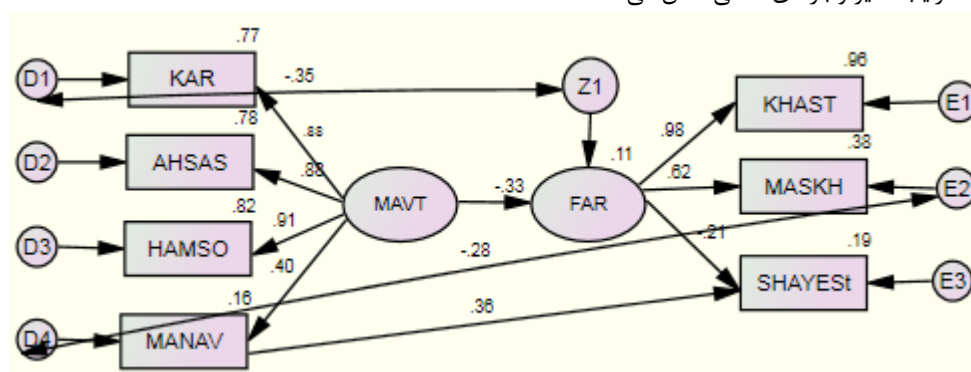 .77
.96
D1
KAR
-.35
Z1
KHAST
E1
.78
.88
.98
.38
D2
AHSAS
.88
.11
.62
MASKH
E2
MAVT
-.33
FAR
.82
.91
D3
HAMSO
-.28
-.21
.19
.40
SHAYESt
E3
.16
.36
D4
MANAV